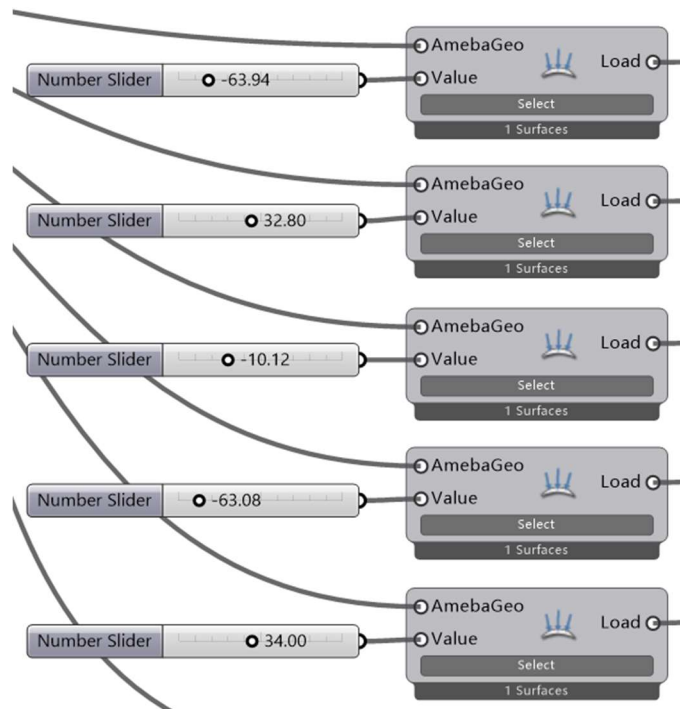 AmebaGeo
Load
Number Slider -63.94
Value
Select
1 Surfaces
AmebaGeo
Load
Number Slider 32.80
Value
Select
1 Surfaces
AmebaGeo
Load
Number Slider -10.12
Value
Select
1 Surfaces
AmebaGeo
Load
Number Slider -63.08
Value
Select
1 Surfaces
AmebaGeo
Load
Number Slider 34.00
Value
Select
1 Surfaces